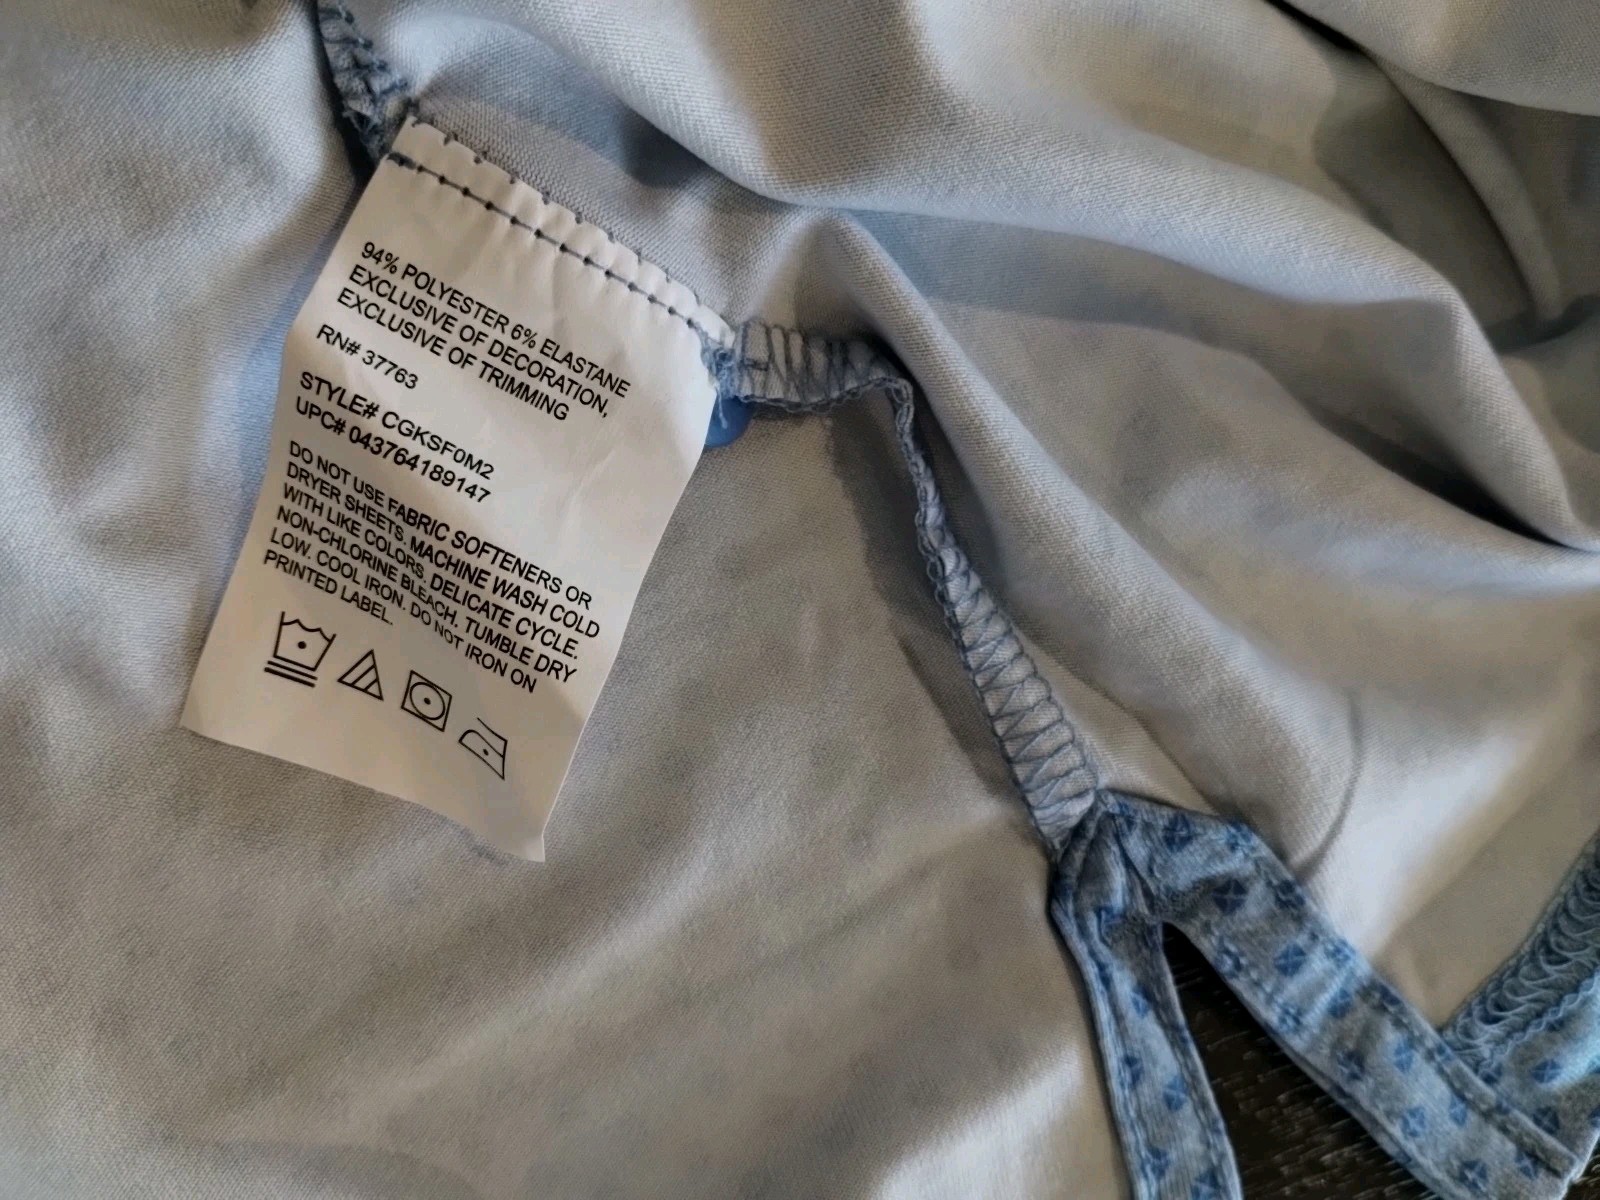 94% POLYESTER 6% ELASTANE
EXCLUSIVE OF DECORATION,
EXCLUSIVE OF TRIMMING
RN# 37763
STYLE# CGKSF0M2
UPC# 043764189147
DO NOT USE FABRIC SOFTENERS OR
DRYER SHEETS. MACHINE WASH COLD
WITH LIKE COLORS. DELICATE CYCLE.
NON-CHLORINE BLEACH. TUMBLE DRY
LOW. COOL IRON. DO NOT IRON ON
PRINTED LABEL.